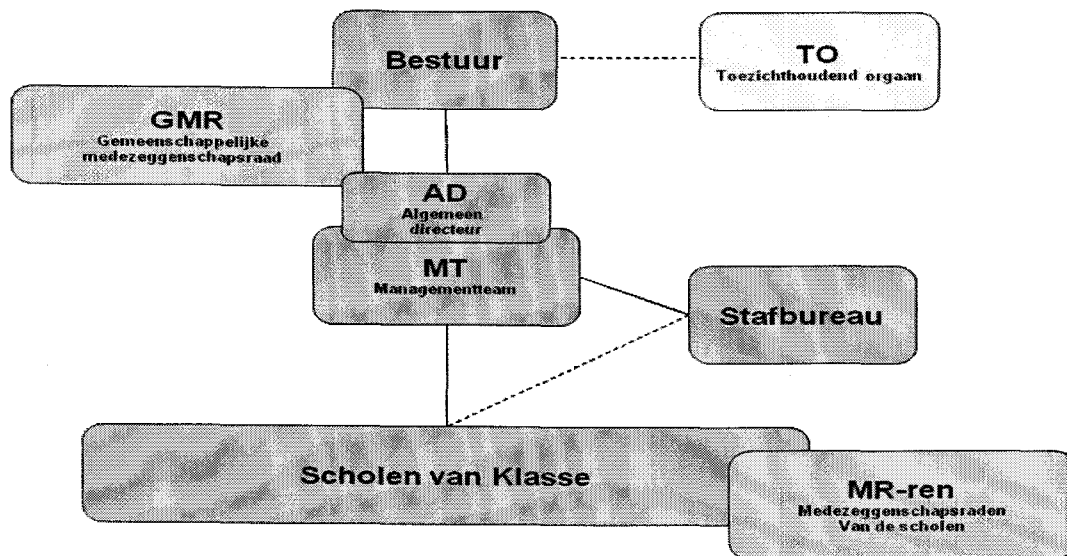 Bestuur
TO
Toezichthoudend orgaan
GMR
Gemeenschappelijke
medezeggenschapsraad
AD
Algemeen
directeur
MT
Managementteam
Stafbureau
Scholen van Klasse
MR-ren
Medezeggenschapsraden
Van de scholen